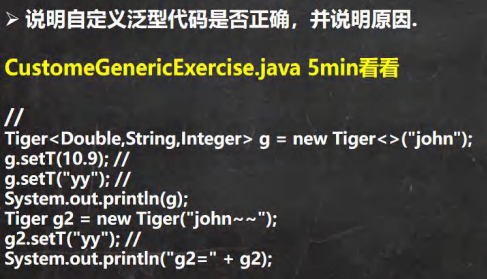 ➢ 说明自定义泛型代码是否正确，并说明原因.
CustomeGenericExercise.java 5min看看
//
Tiger<Double,String,Integer> g = new Tiger<>("john");
g.setT(10.9); //
g.setT("yy"); //
System.out.println(g);
Tiger g2 = new Tiger("john~~");
g2.setT("yy"); //
System.out.println("g2=" + g2);